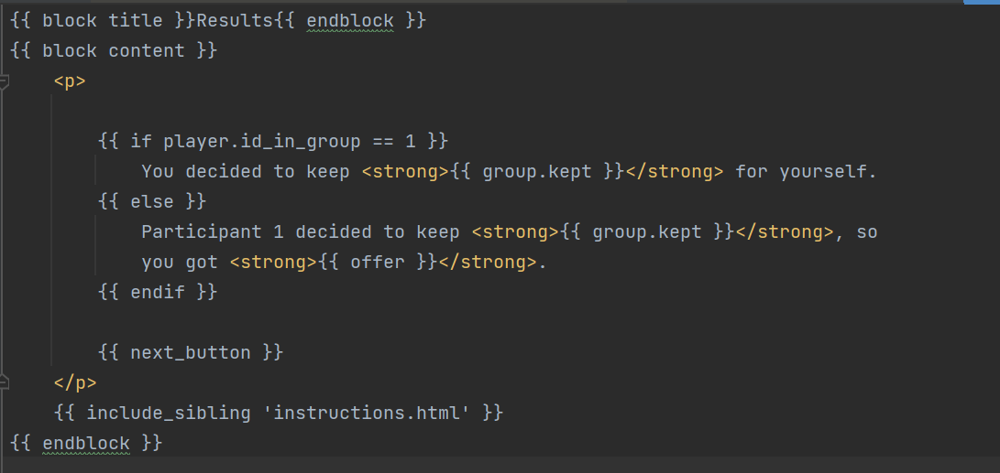 {{ block title }}Results{{ endblock }}
{{ block content }}
<p>
{{ if player.id_in_group == 1 }}
You decided to keep <strong>{{ group.kept }}</strong> for yourself.
{{ else }}
Participant 1 decided to keep <strong>{{ group.kept }}</strong>, so
you got <strong>{{ offer }}</strong>.
{{ endif }}
{{ next_button }}
</p>
{{ include_sibling 'instructions.html' }}
{{ endblock }}